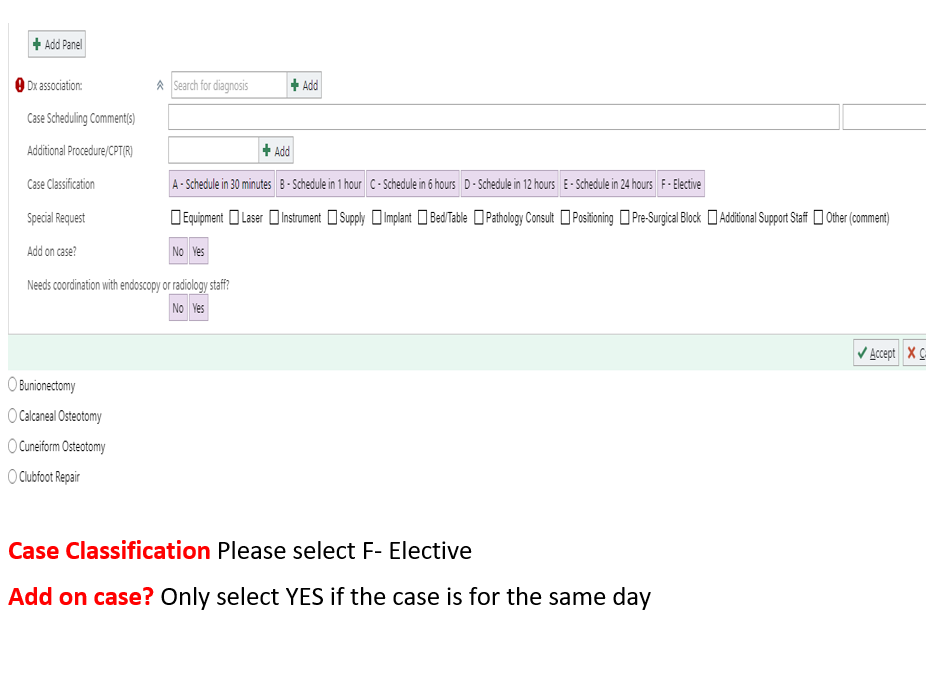 Add Panel
Dx association: Search for diagnosis Add
Case Scheduling Comment(s)
Additional Procedure/CPT(R) Add
Case Classification A - Schedule in 30 minutes B - Schedule in 1 hour C - Schedule in 6 hours D - Schedule in 12 hours E - Schedule in 24 hours F - Elective
Special Request Equipment Laser Instrument Supply Implant Bed/Table Pathology Consult Positioning Pre-Surgical Block Additional Support Staff Other (comment)
Add on case? No Yes
Needs coordination with endoscopy or radiology staff?
No Yes
Accept
Bunionectomy
Calcaneal Osteotomy
Cuneiform Osteotomy
Clubfoot Repair
Case Classification Please select F- Elective
Add on case? Only select YES if the case is for the same day